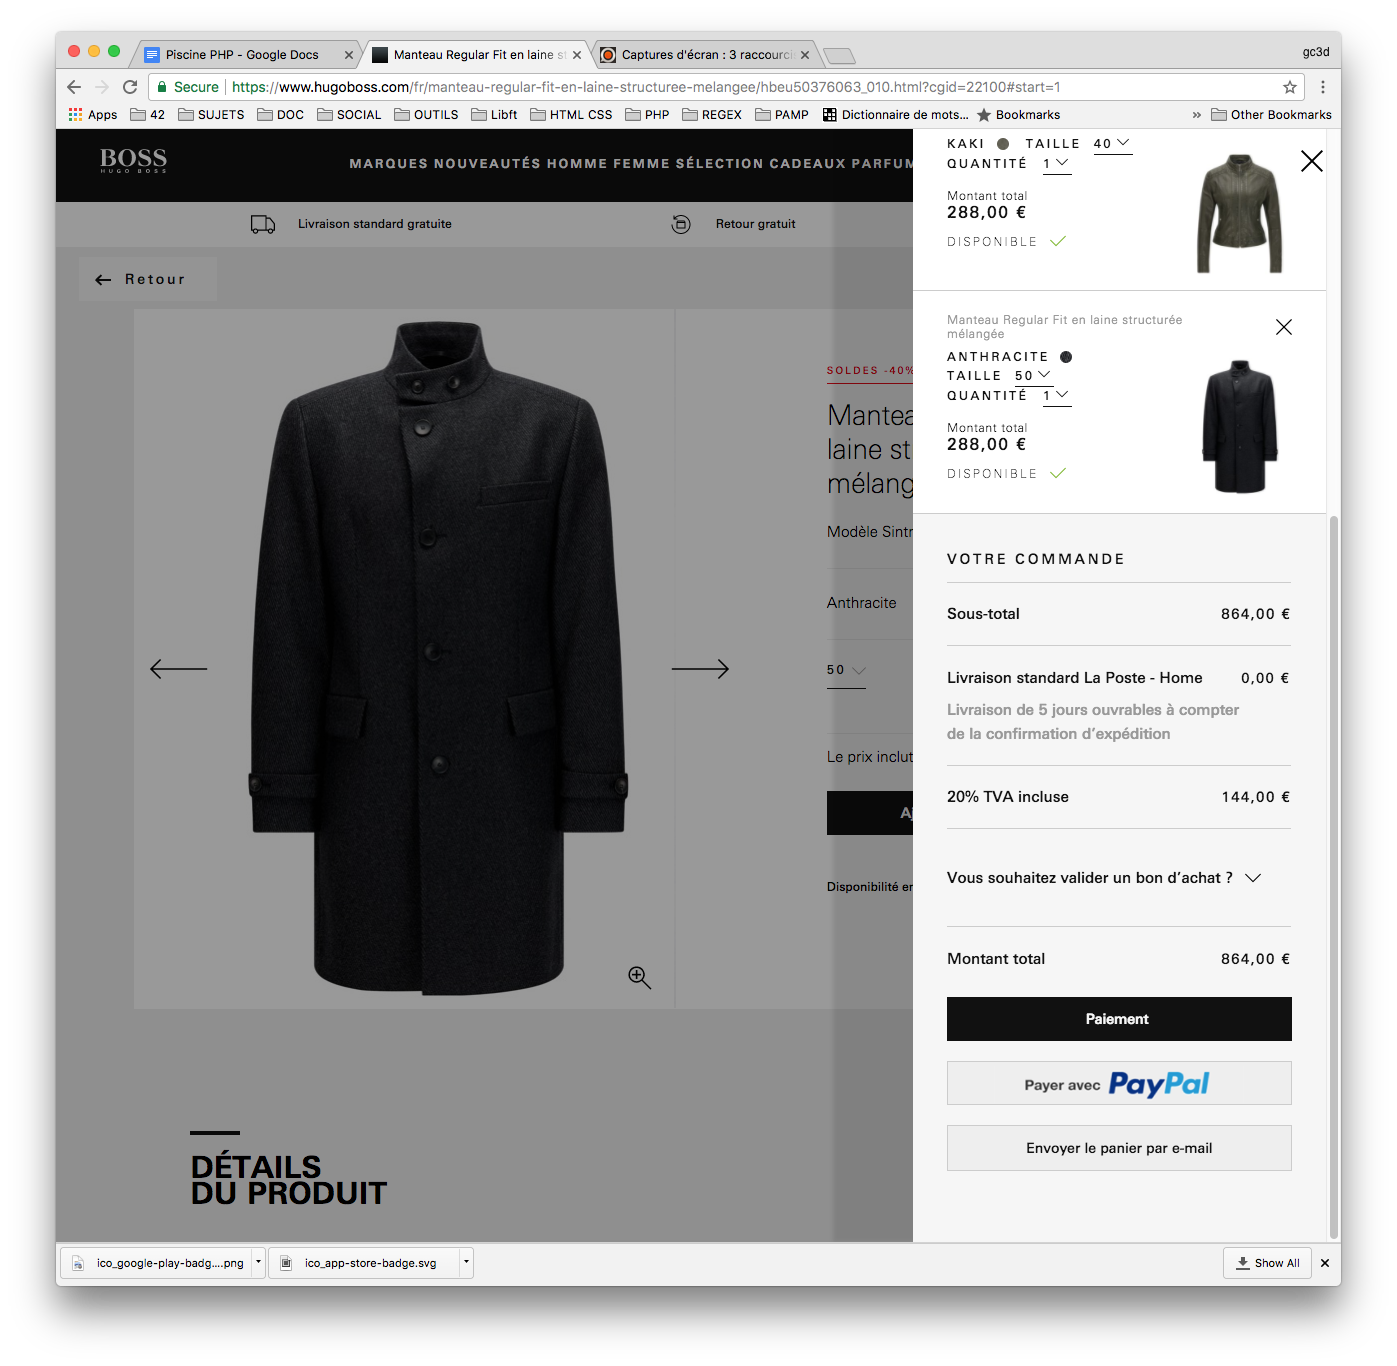 Piscine PHP - Google Docs
Manteau Regular Fit en laine st
Captures d'écran : 3 raccourci
gc3d
Secure
https://www.hugoboss.com/fr/manteau-regular-fit-en-laine-structuree-melangee/hbeu50376063_010.html?cgid=22100#start=1
Apps
42
SUJETS
DOC
SOCIAL
OUTILS
Libft
HTML CSS
PHP
REGEX
PAMP
Dictionnaire de mots...
Bookmarks
»
Other Bookmarks
BOSS
HUGO BOSS
MARQUES NOUVEAUTÉS HOMME FEMME SÉLECTION CADEAUX PARFUM
Livraison standard gratuite
Retour gratuit
Retour
SOLDES -40%
Mantea
laine st
mélang
Modèle Sintr
Anthracite
50
Le prix inclut
Aj
Disponibilité en
DÉTAILS
DU PRODUIT
KAKI TAILLE 40
QUANTITÉ 1
Montant total
288,00 €
DISPONIBLE
Manteau Regular Fit en laine structurée
mélangée
ANTHRACITE
TAILLE 50
QUANTITÉ 1
Montant total
288,00 €
DISPONIBLE
VOTRE COMMANDE
Sous-total 864,00 €
Livraison standard La Poste - Home 0,00 €
Livraison de 5 jours ouvrables à compter
de la confirmation d'expédition
20% TVA incluse 144,00 €
Vous souhaitez valider un bon d'achat ?
Montant total 864,00 €
Paiement
Payer avec PayPal
Envoyer le panier par e-mail
ico_google-play-badg....png
ico_app-store-badge.svg
Show All